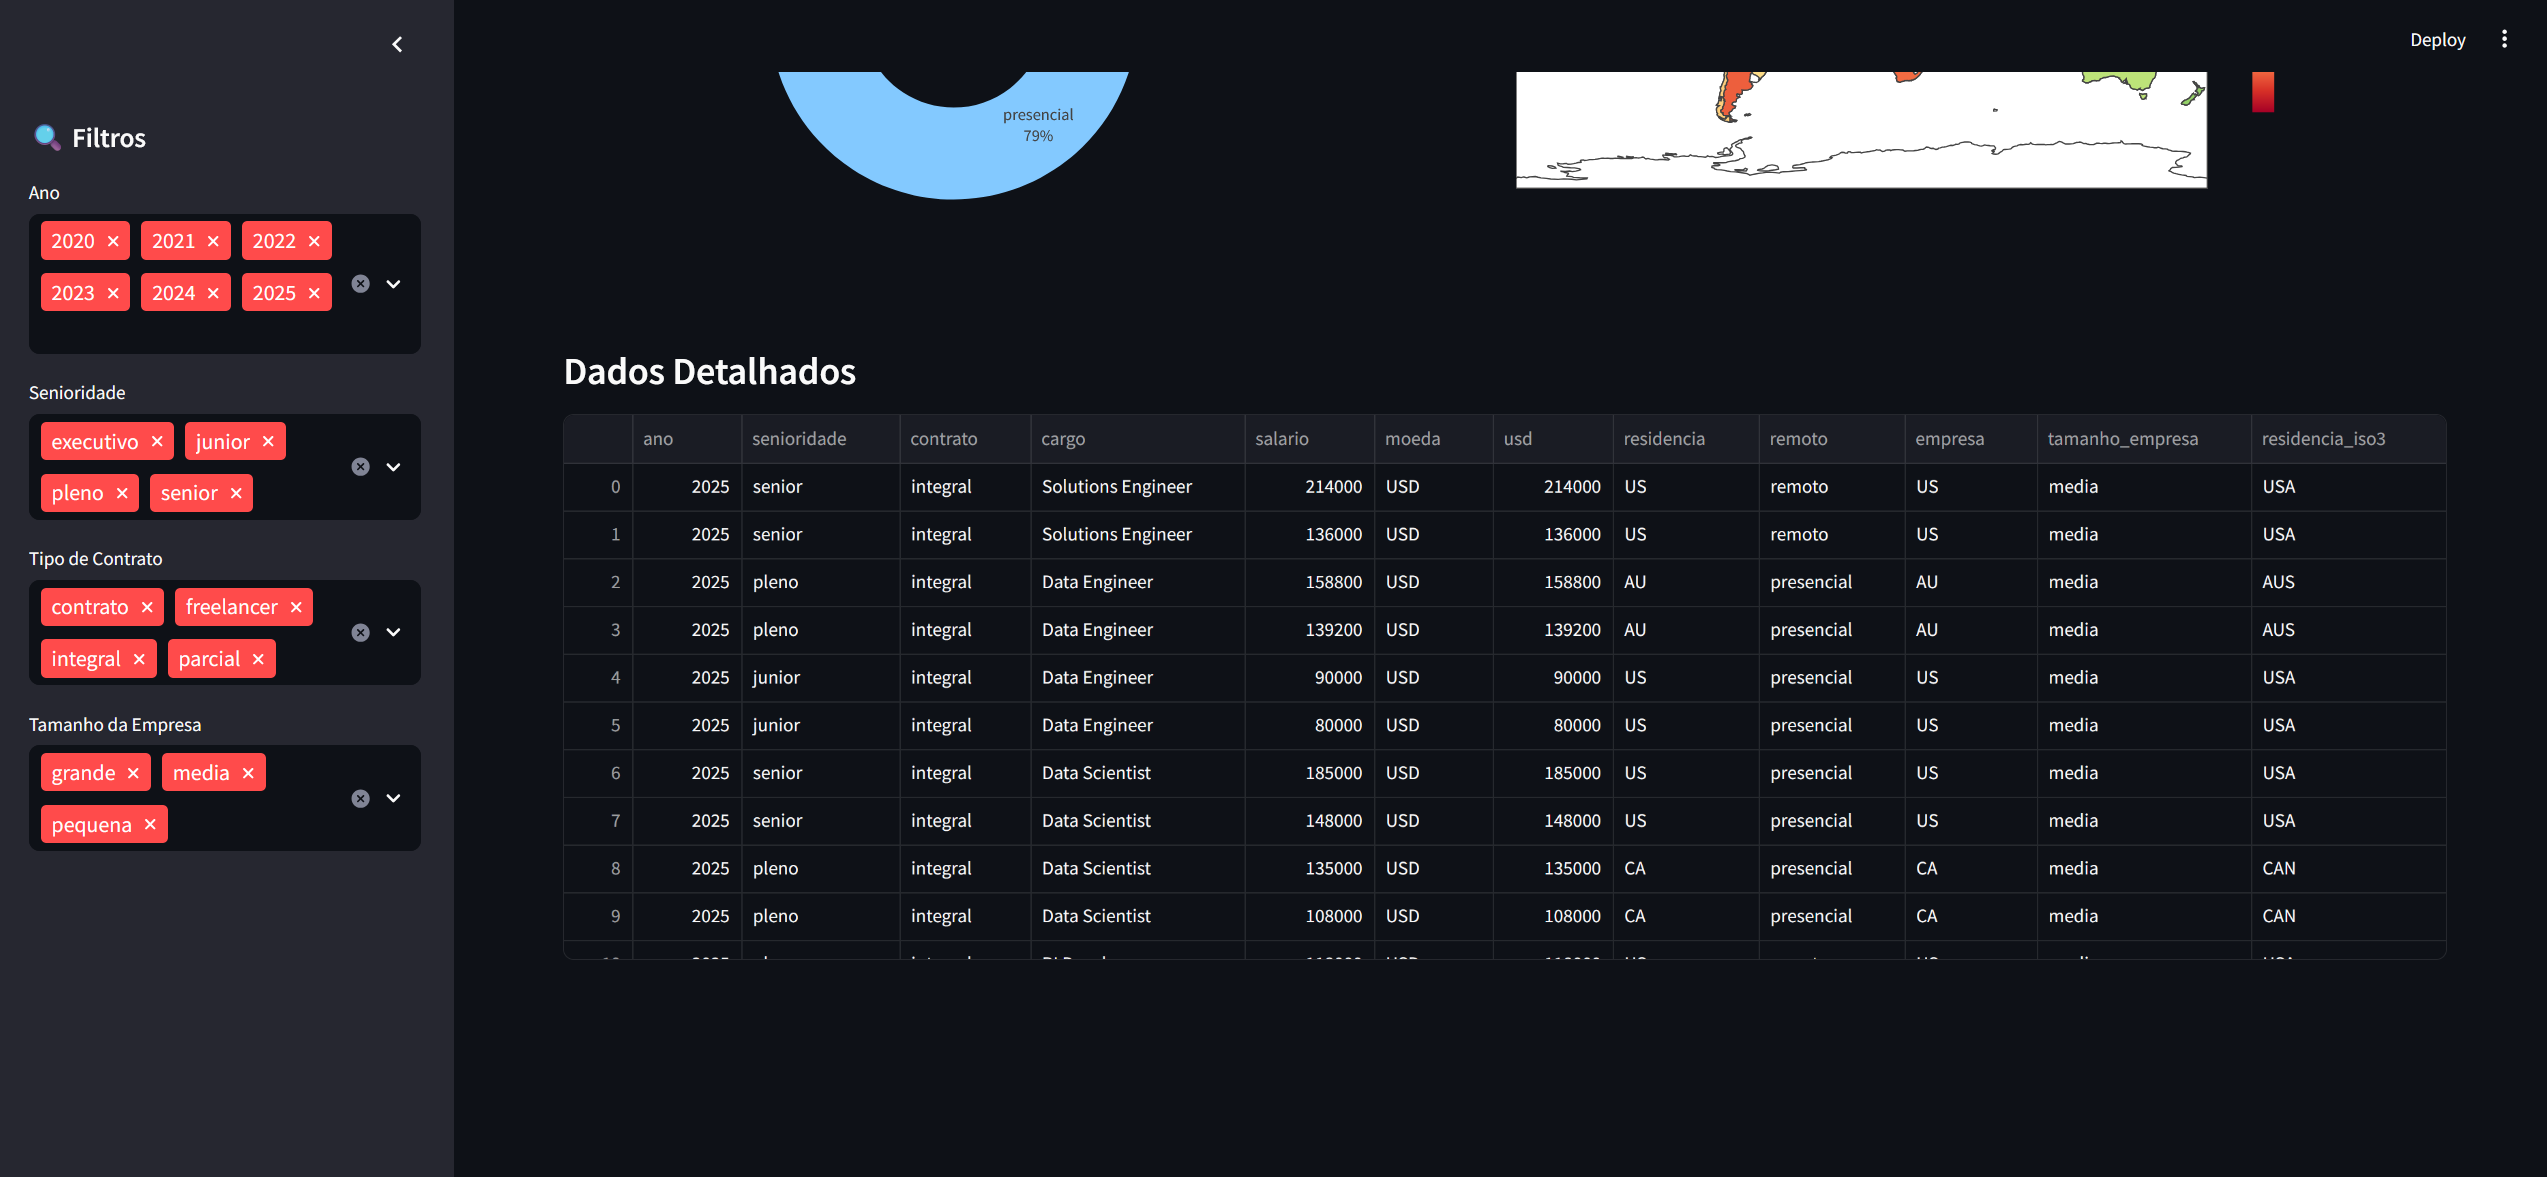 Deploy
🔍 Filtros
Ano
2020 × 2021 × 2022 ×
2023 × 2024 × 2025 ×
Senioridade
executivo × junior ×
pleno × senior ×
Tipo de Contrato
contrato × freelancer ×
integral × parcial ×
Tamanho da Empresa
grande × media ×
pequena ×
presencial
79%
Dados Detalhados
ano senioridade contrato cargo salario moeda usd residencia remoto empresa tamanho_empresa residencia_iso3
0 2025 senior integral Solutions Engineer 214000 USD 214000 US remoto US media USA
1 2025 senior integral Solutions Engineer 136000 USD 136000 US remoto US media USA
2 2025 pleno integral Data Engineer 158800 USD 158800 AU presencial AU media AUS
3 2025 pleno integral Data Engineer 139200 USD 139200 AU presencial AU media AUS
4 2025 junior integral Data Engineer 90000 USD 90000 US presencial US media USA
5 2025 junior integral Data Engineer 80000 USD 80000 US presencial US media USA
6 2025 senior integral Data Scientist 185000 USD 185000 US presencial US media USA
7 2025 senior integral Data Scientist 148000 USD 148000 US presencial US media USA
8 2025 pleno integral Data Scientist 135000 USD 135000 CA presencial CA media CAN
9 2025 pleno integral Data Scientist 108000 USD 108000 CA presencial CA media CAN